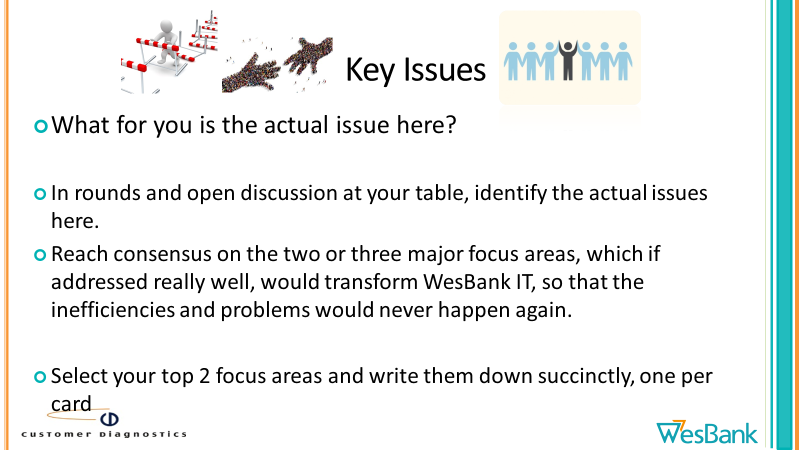 Key Issues
What for you is the actual issue here?
In rounds and open discussion at your table, identify the actual issues
here.
Reach consensus on the two or three major focus areas, which if
addressed really well, would transform WesBank IT, so that the
inefficiencies and problems would never happen again.
Select your top 2 focus areas and write them down succinctly, one per
card
CUSTOMER DIAGNOSTICS
WesBank